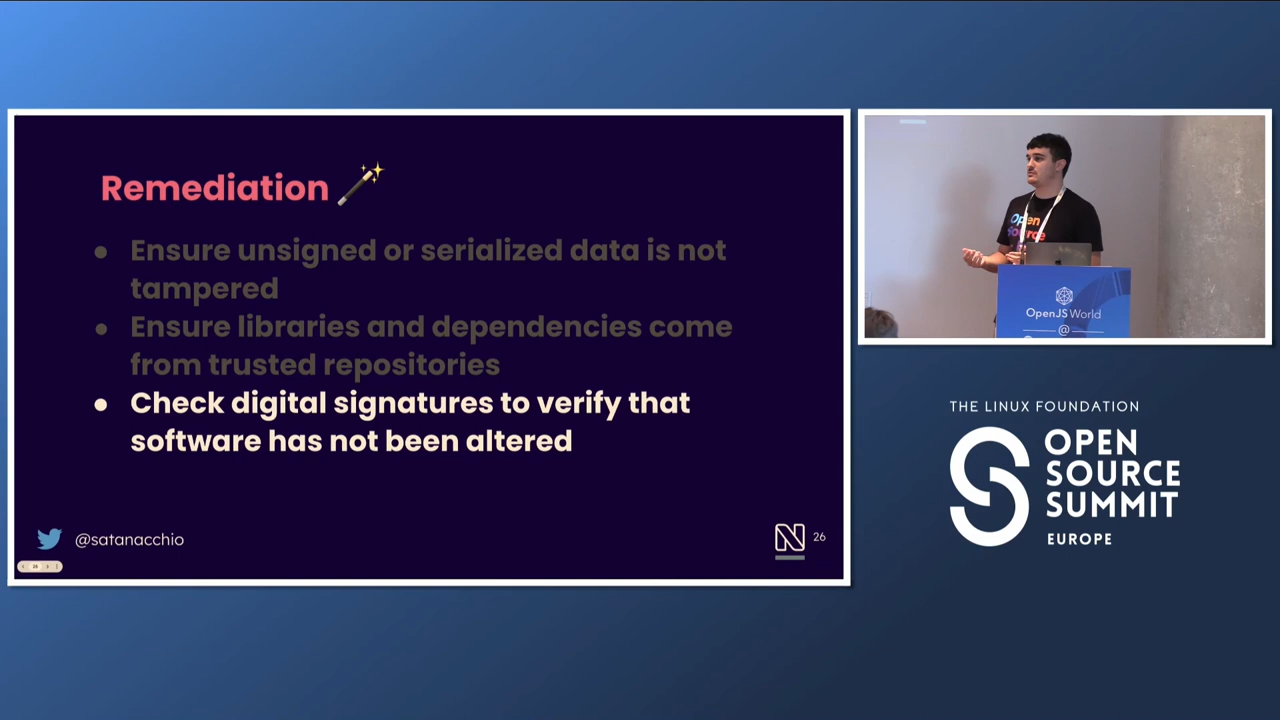 Remediation
● Ensure unsigned or serialized data is not
tampered
● Ensure libraries and dependencies come
from trusted repositories
● Check digital signatures to verify that
software has not been altered
@satanacchio
26
Open
OpenJS World
@
THE LINUX FOUNDATION
OPEN
SOURCE
SUMMIT
EUROPE